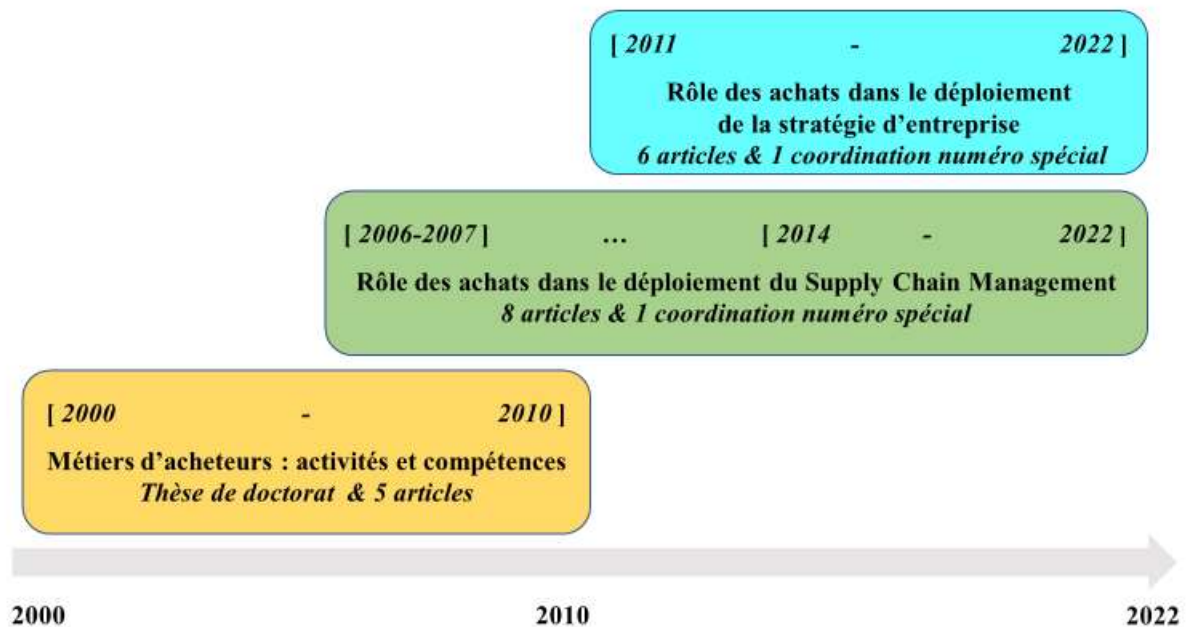 [ 2011 - 2022 ]
Rôle des achats dans le déploiement
de la stratégie d’entreprise
6 articles & 1 coordination numéro spécial
[ 2006-2007 ] ... [ 2014 - 2022 ]
Rôle des achats dans le déploiement du Supply Chain Management
8 articles & 1 coordination numéro spécial
[ 2000 - 2010 ]
Métiers d’acheteurs : activités et compétences
Thèse de doctorat & 5 articles
2000 2010 2022